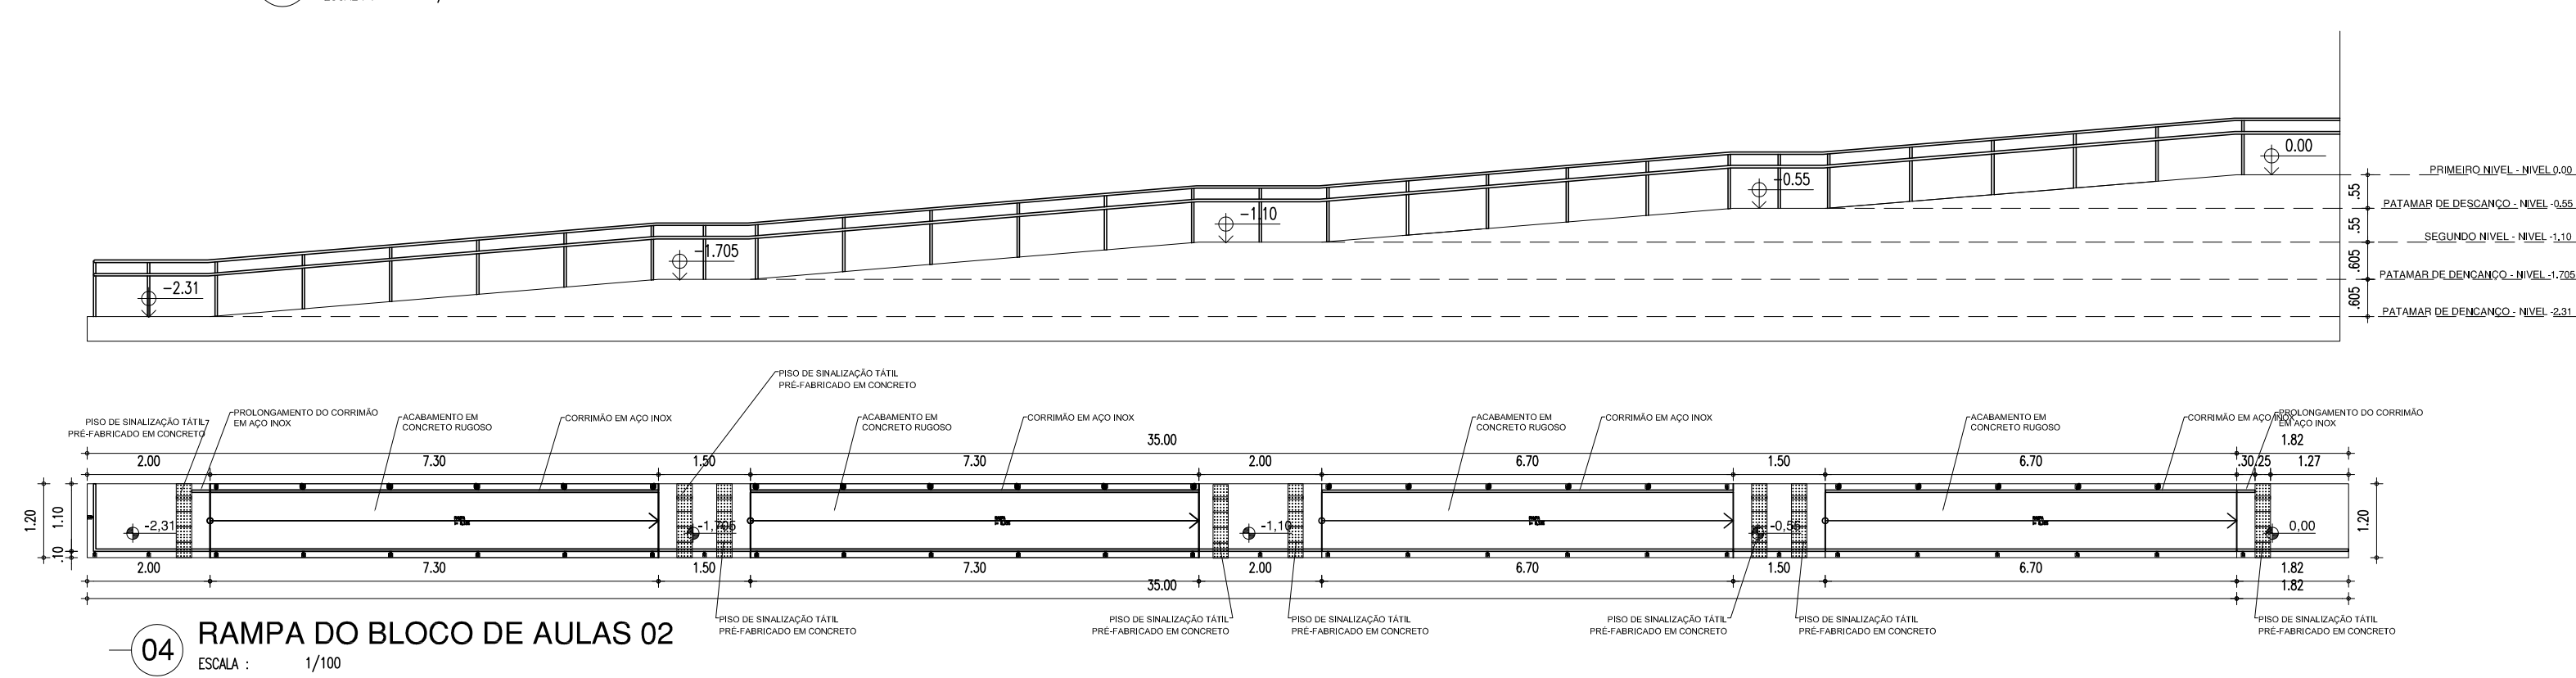 -2.31
-1.705
-1.10
-0.55
0.00
PRIMEIRO NIVEL - NIVEL 0.00
.55
PATAMAR DE DESCANÇO - NIVEL -0.55
.55
SEGUNDO NIVEL - NIVEL -1.10
.605
PATAMAR DE DENCANÇO - NIVEL -1.705
.605
PATAMAR DE DENCANÇO - NIVEL -2.31
PISO DE SINALIZAÇÃO TÁTIL
PRÉ-FABRICADO EM CONCRETO
PISO DE SINALIZAÇÃO TÁTIL
PRÉ-FABRICADO EM CONCRETO
PROLONGAMENTO DO CORRIMÃO
EM AÇO INOX
ACABAMENTO EM
CONCRETO RUGOSO
CORRIMÃO EM AÇO INOX
ACABAMENTO EM
CONCRETO RUGOSO
CORRIMÃO EM AÇO INOX
ACABAMENTO EM
CONCRETO RUGOSO
CORRIMÃO EM AÇO INOX
ACABAMENTO EM
CONCRETO RUGOSO
CORRIMÃO EM AÇO INOX
PROLONGAMENTO DO CORRIMÃO
EM AÇO INOX
35.00
1.82
2.00
7.30
1.50
7.30
2.00
6.70
1.50
6.70
.30
.25
1.27
1.20
1.10
.10
-2,31
-1,705
-1,10
-0,55
0,00
1.20
2.00
7.30
1.50
7.30
2.00
6.70
1.50
6.70
1.82
35.00
1.82
PISO DE SINALIZAÇÃO TÁTIL
PRÉ-FABRICADO EM CONCRETO
PISO DE SINALIZAÇÃO TÁTIL
PRÉ-FABRICADO EM CONCRETO
PISO DE SINALIZAÇÃO TÁTIL
PRÉ-FABRICADO EM CONCRETO
PISO DE SINALIZAÇÃO TÁTIL
PRÉ-FABRICADO EM CONCRETO
PISO DE SINALIZAÇÃO TÁTIL
PRÉ-FABRICADO EM CONCRETO
PISO DE SINALIZAÇÃO TÁTIL
PRÉ-FABRICADO EM CONCRETO
04
RAMPA DO BLOCO DE AULAS 02
ESCALA : 1/100